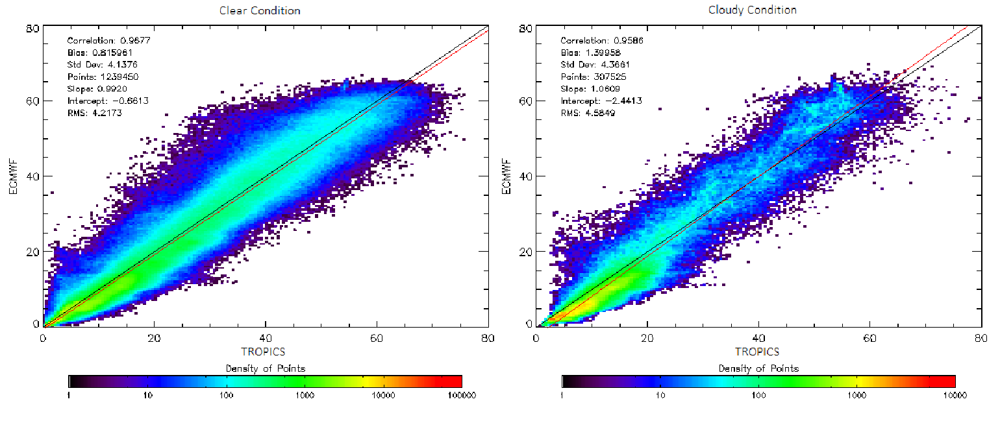 Clear Condition
80
60
40
20
0
ECMWF
Correlation: 0.9677
Bias: 0.815961
Std Dev: 4.1376
Points: 1239450
Slope: 0.9920
Intercept: −0.6613
RMS: 4.2173
0 20 40 60 80
TROPICS
Density of Points
1 10 100 1000 10000 100000
Cloudy Condition
80
60
40
20
0
ECMWF
Correlation: 0.9586
Bias: 1.39958
Std Dev: 4.3661
Points: 307525
Slope: 1.0609
Intercept: −2.4413
RMS: 4.5849
0 20 40 60 80
TROPICS
Density of Points
1 10 100 1000 10000